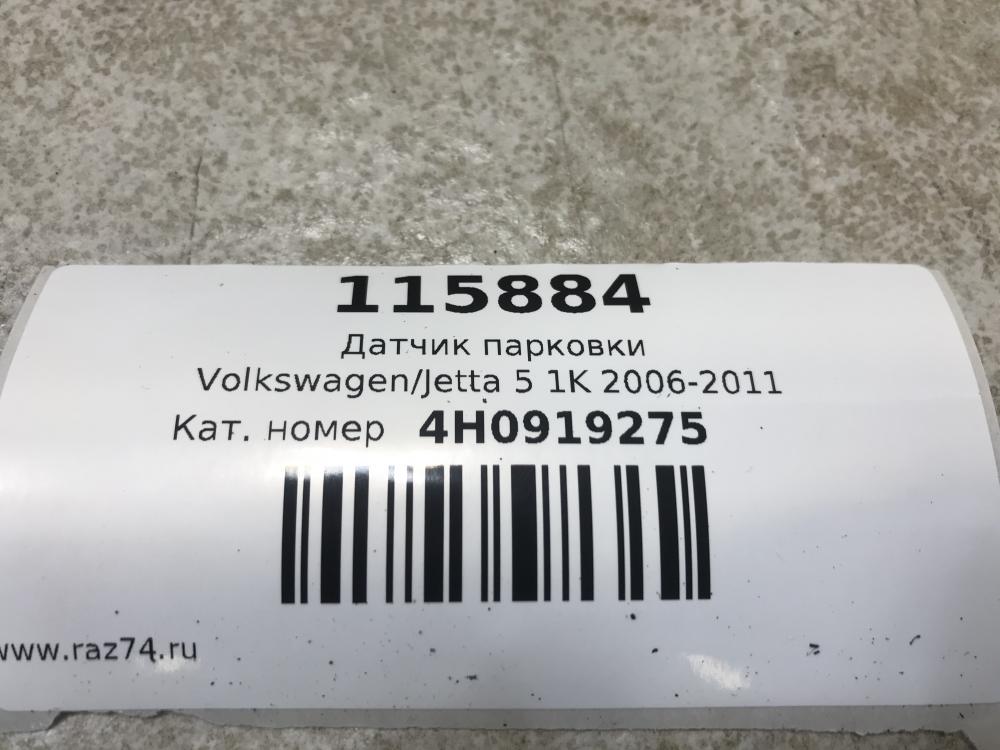 115884
Датчик парковки
Volkswagen/Jetta 5 1K 2006-2011
Кат. номер 4H0919275
www.raz74.ru